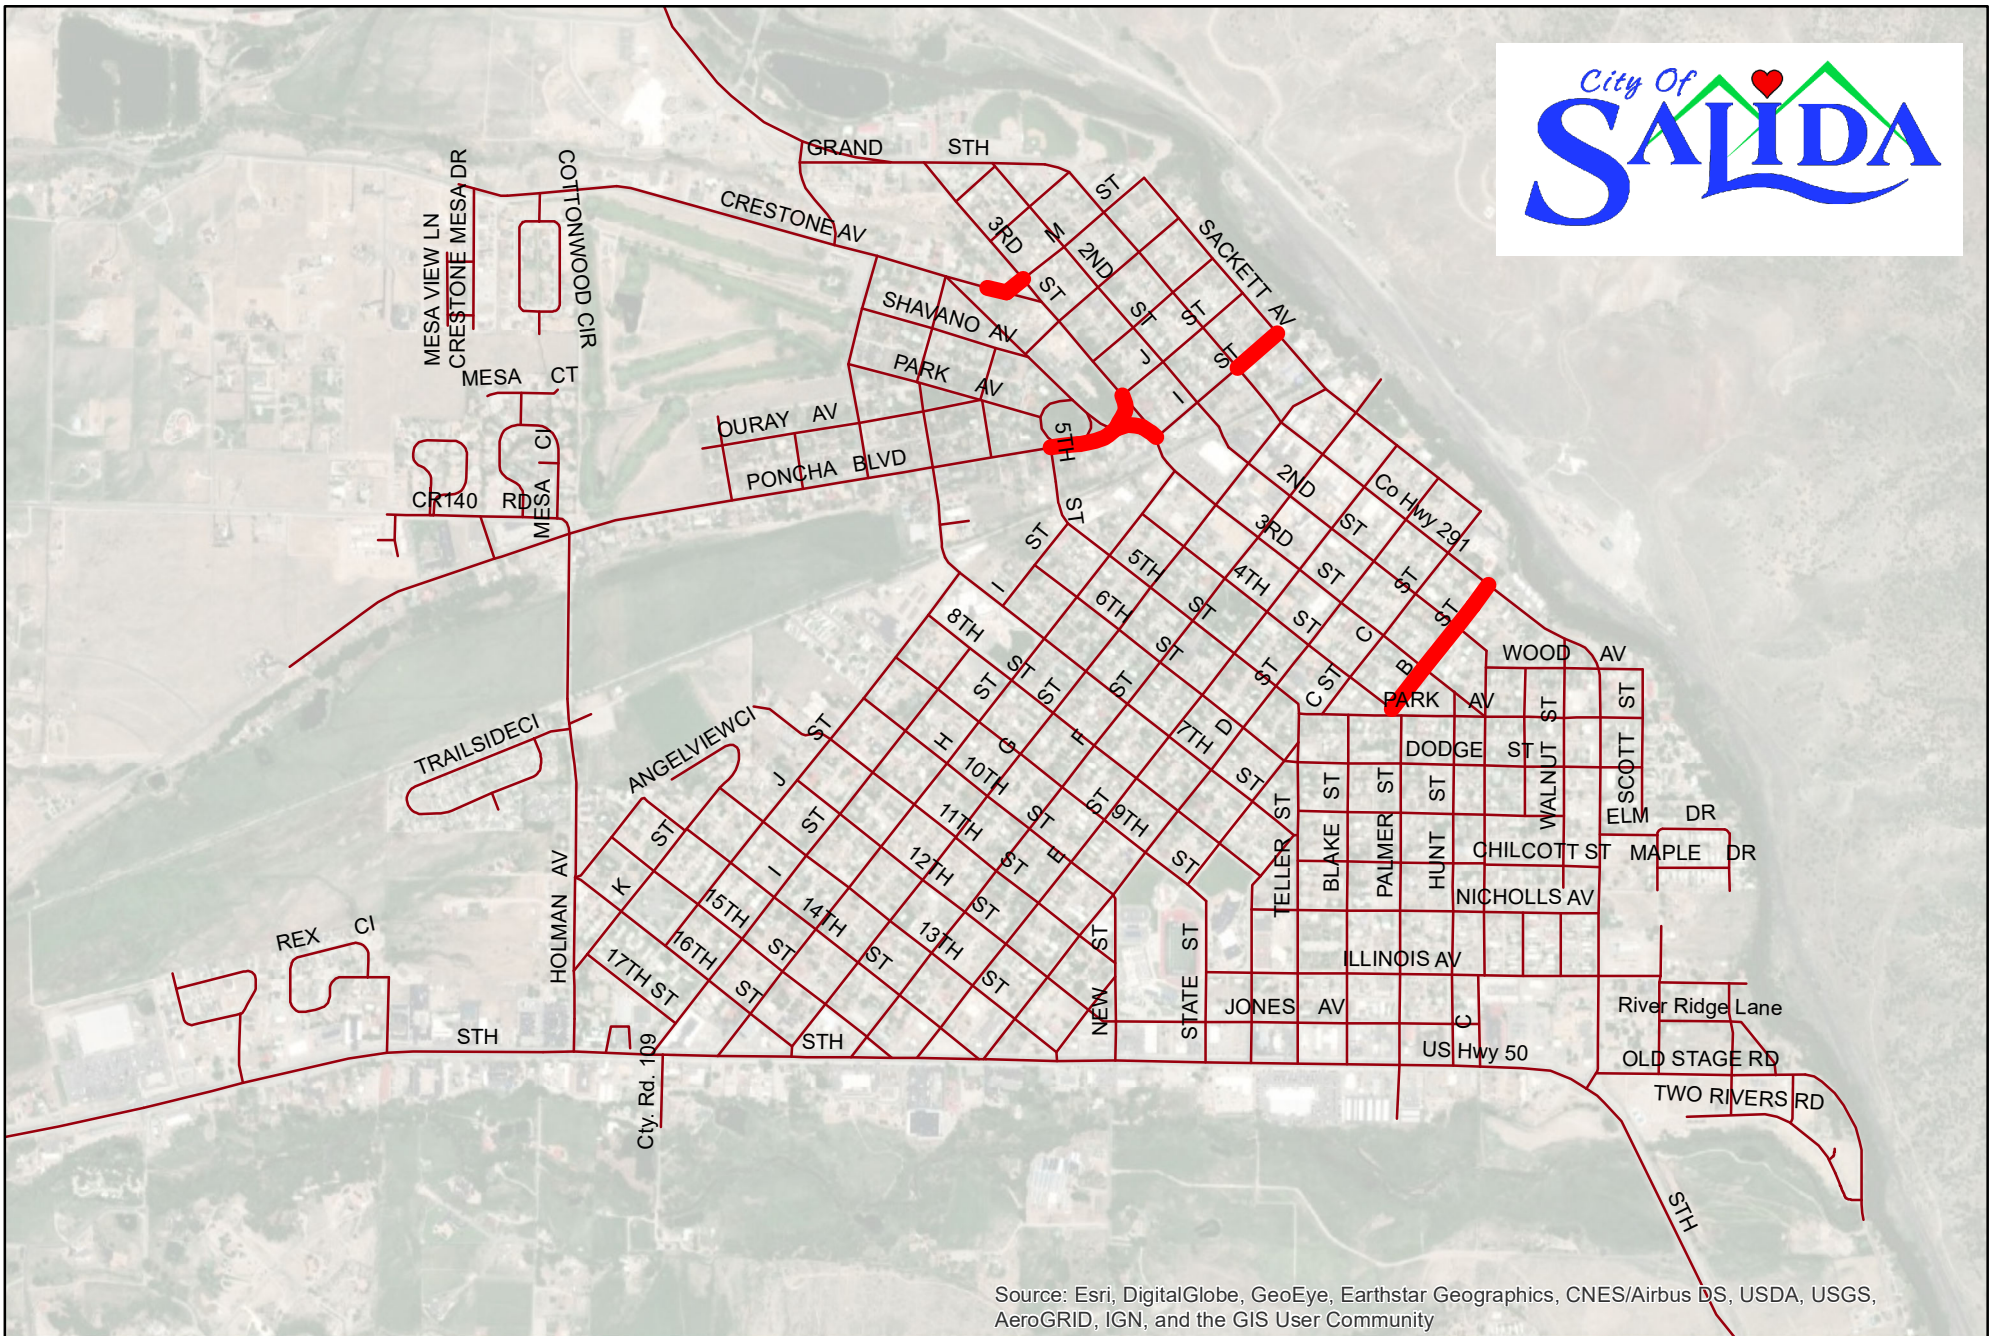 City Of
SALIDA
GRAND STH
CRESTONE AV
MESA VIEW LN
CRESTONE MESA DR
COTTONWOOD CIR
3RD ST
M ST
2ND ST
SACKETT AV
SHAVANO AV
PARK AV
J ST
I ST
MESA CT
OURAY AV
PONCHA BLVD
5TH ST
MESA CI
CR140 RD
2ND ST
Co Hwy 291
3RD ST
4TH ST
5TH ST
6TH ST
I ST
8TH ST
C ST
B ST
C ST
WOOD AV
PARK AV
DODGE ST
WALNUT ST
SCOTT ST
ELM DR
MAPLE DR
CHILCOTT ST
NICHOLLS AV
TELLER ST
BLAKE ST
PALMER ST
HUNT ST
TRAILSIDECI
ANGELVIEWCI
J ST
H ST
G ST
F ST
D ST
7TH ST
10TH ST
E ST
9TH ST
11TH ST
12TH ST
I ST
K ST
HOLMAN AV
REX CI
15TH ST
14TH ST
13TH ST
16TH ST
17TH ST
NEW ST
STATE ST
ILLINOIS AV
JONES AV
C
River Ridge Lane
STH
STH
Cty. Rd. 109
US Hwy 50
OLD STAGE RD
TWO RIVERS RD
STH
Source: Esri, DigitalGlobe, GeoEye, Earthstar Geographics, CNES/Airbus DS, USDA, USGS,
AeroGRID, IGN, and the GIS User Community